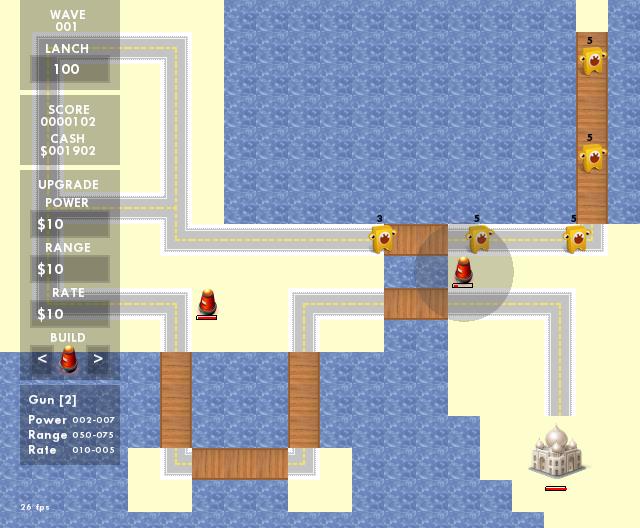 WAVE
001
LANCH
100
SCORE
0000102
CASH
$001902
UPGRADE
POWER
$10
RANGE
$10
RATE
$10
BUILD
< >
Gun [2]
Power 002-007
Range 050-075
Rate 010-005
26 fps
5
5
3 5 5